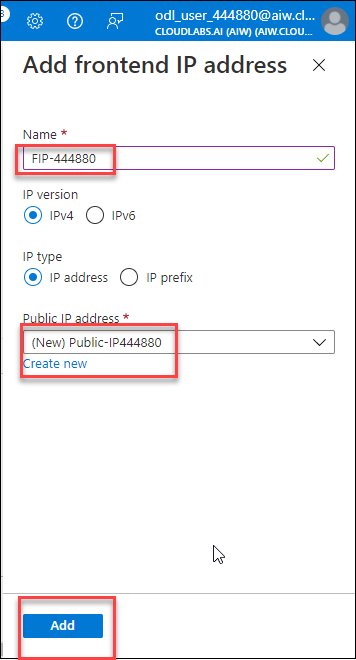 odl_user_444880@aiw.cl...
CLOUDLABS.AI (AIW) (AIW.CLOU...
Add frontend IP address
Name *
FIP-444880
IP version
IPv4 IPv6
IP type
IP address IP prefix
Public IP address *
(New) Public-IP444880
Create new
Add